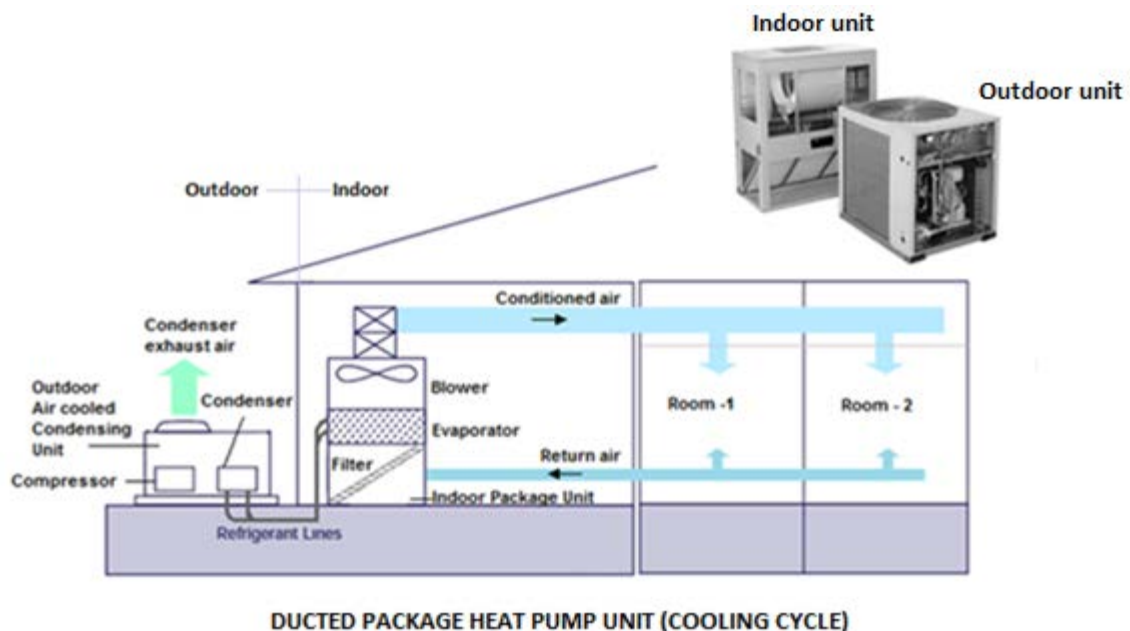 Indoor unit
Outdoor unit
Outdoor
Indoor
Conditioned air
Condenser
exhaust air
Outdoor
Air cooled
Condensing
Unit
Condenser
Compressor
Blower
Evaporator
Filter
Room -1
Room - 2
Return air
Indoor Package Unit
Refrigerant Lines
DUCTED PACKAGE HEAT PUMP UNIT (COOLING CYCLE)